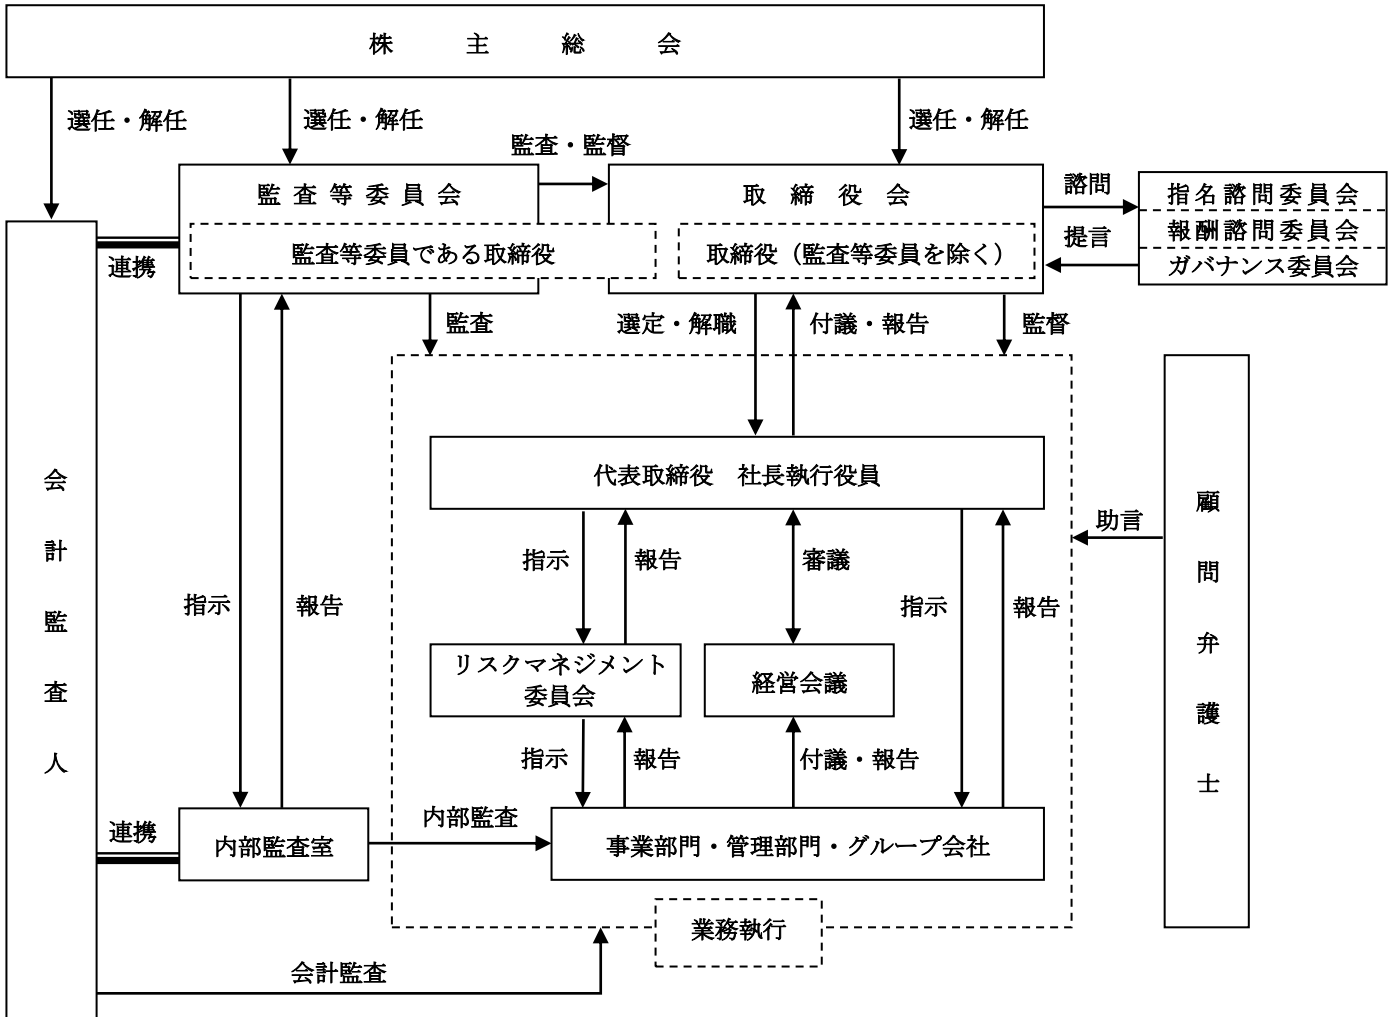 株主総会
選任・解任
選任・解任
選任・解任
監査・監督
監査等委員会
取締役会
諮問
指名諮問委員会
報酬諮問委員会
ガバナンス委員会
提言
監査等委員である取締役
取締役（監査等委員を除く）
連携
監査
選定・解職
付議・報告
監督
代表取締役　社長執行役員
会計監査人
顧問弁護士
助言
指示
報告
審議
指示
報告
指示
報告
リスクマネジメント
委員会
経営会議
指示
報告
付議・報告
連携
内部監査
内部監査室
事業部門・管理部門・グループ会社
業務執行
会計監査